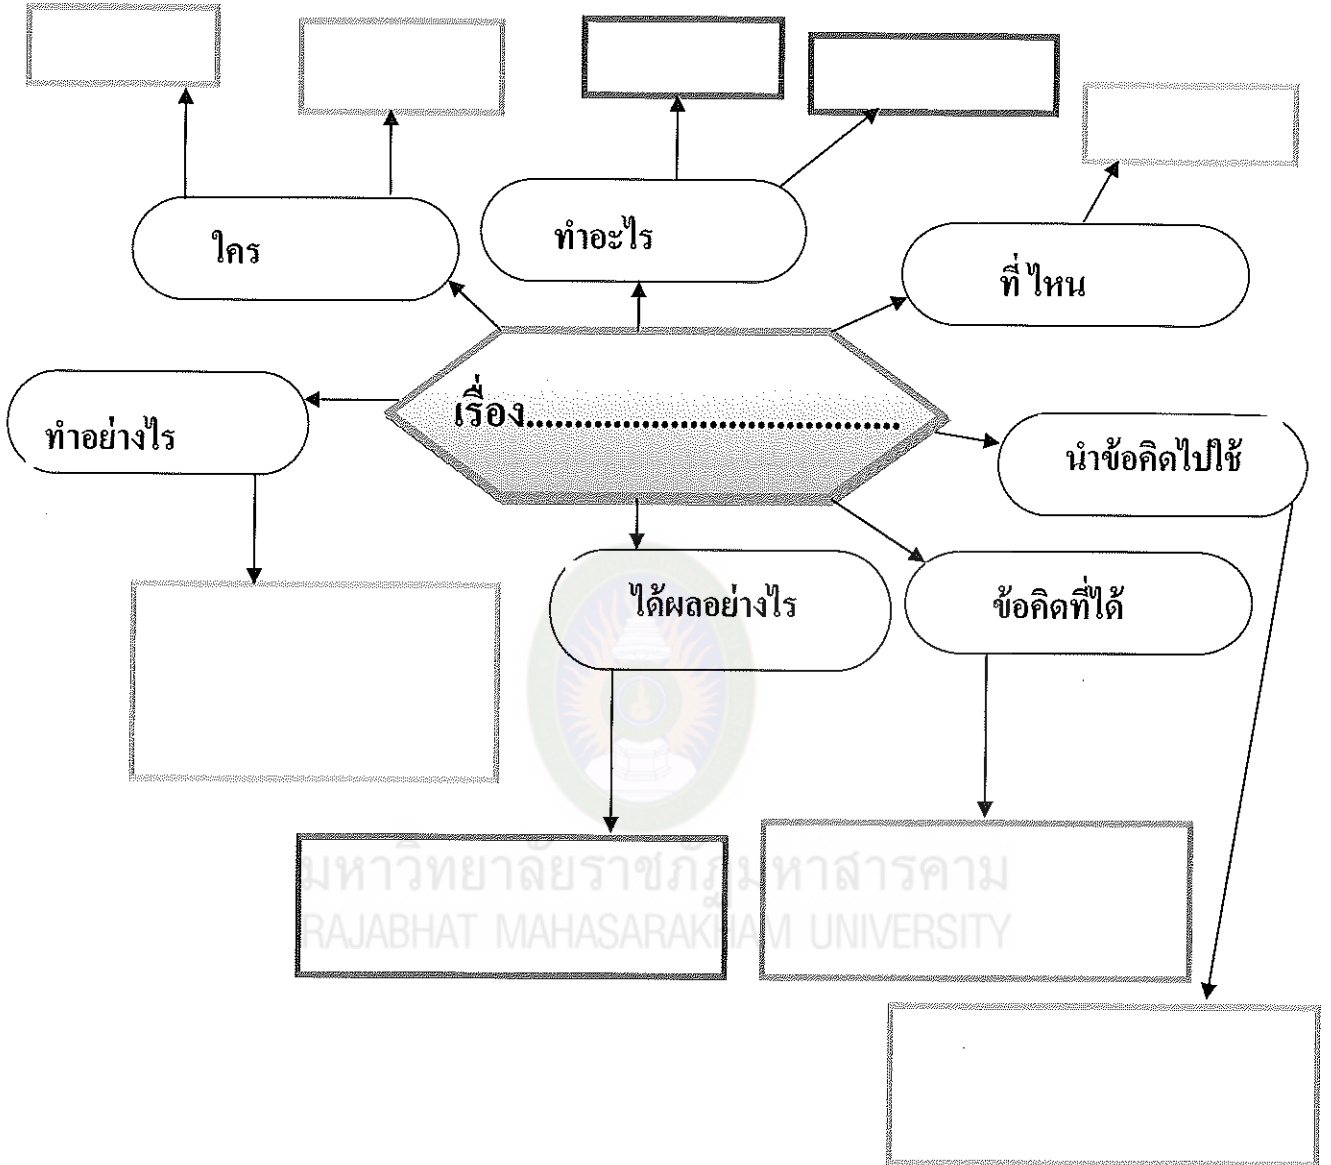 ใคร
ทำอะไร
ที่ ไหน
เรื่อง.......................................
ทำอย่างไร
นำข้อคิดไปใช้
ได้ผลอย่างไร
ข้อคิดที่ได้
มหาวิทยาลัยราชภัฏมหาสารคาม
RAJABHAT MAHASARAKHAM UNIVERSITY